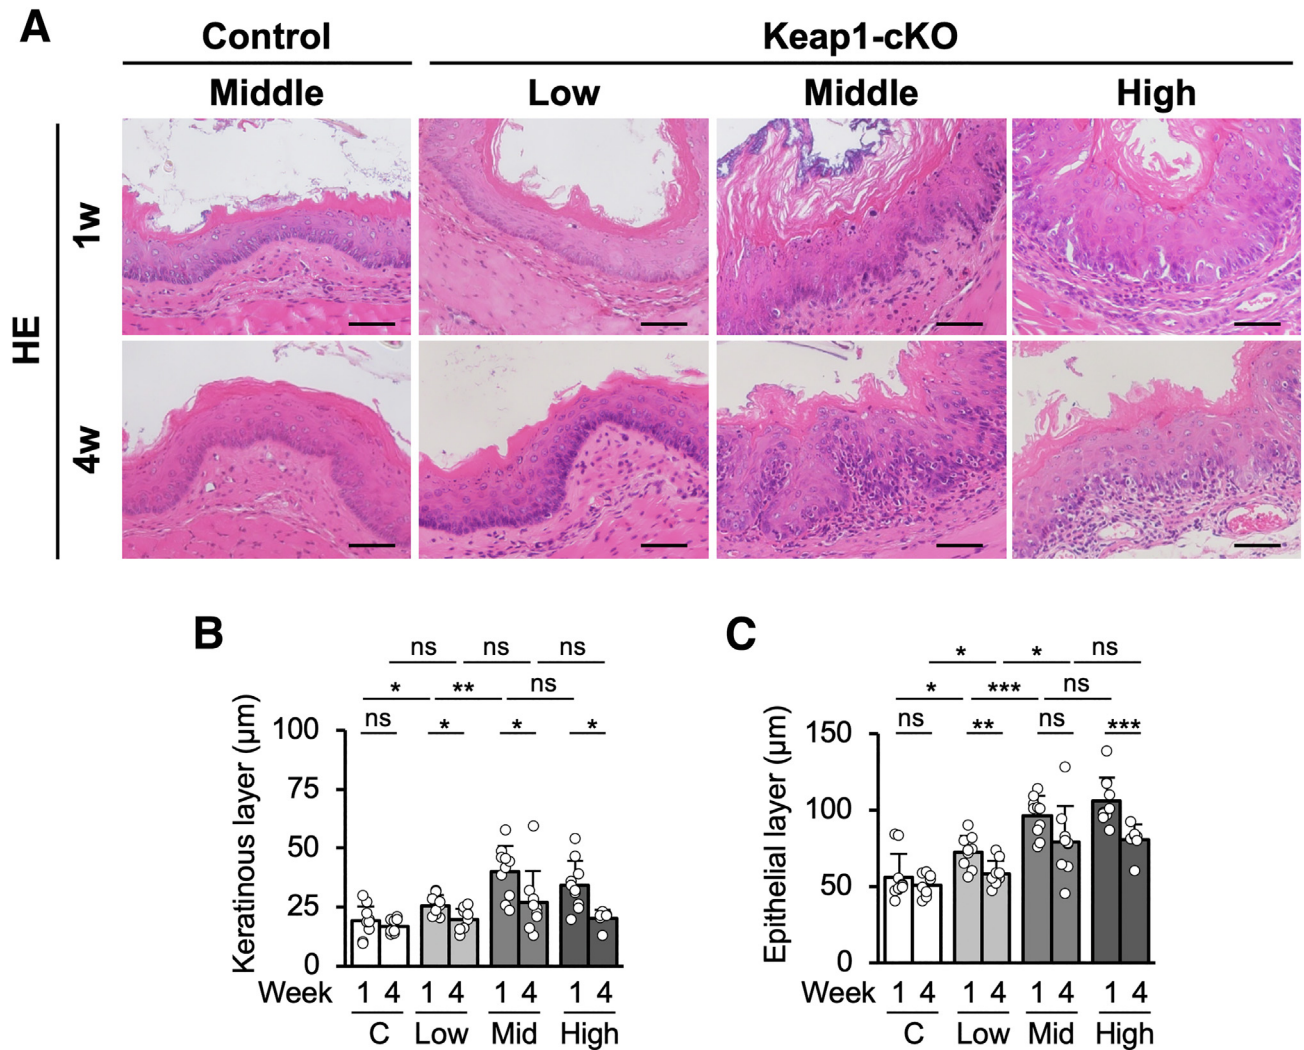 A
Control
Keap1-cKO
Middle
Low
Middle
High
HE
1w
4w
B
ns
ns
ns
*
**
ns
ns
*
*
*
Keratinous layer (μm)
100
75
50
25
0
Week
1
4
1
4
1
4
1
4
C
Low
Mid
High
C
*
*
ns
*
***
ns
ns
**
ns
***
Epithelial layer (μm)
150
100
50
0
Week
1
4
1
4
1
4
1
4
C
Low
Mid
High